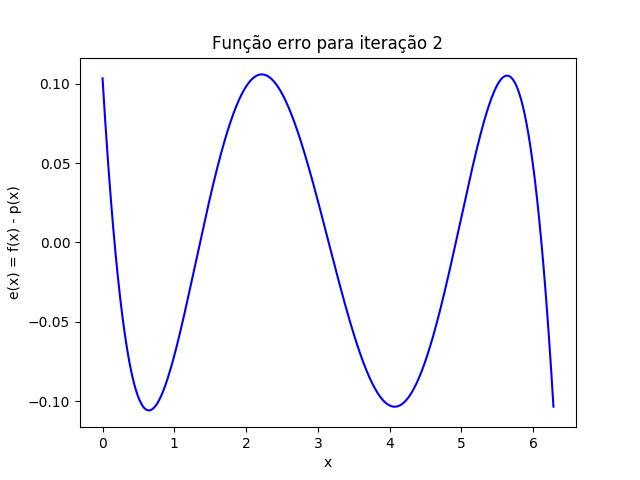 Função erro para iteração 2
e(x) = f(x) - p(x)
0.10
0.05
0.00
−0.05
−0.10
0 1 2 3 4 5 6
x